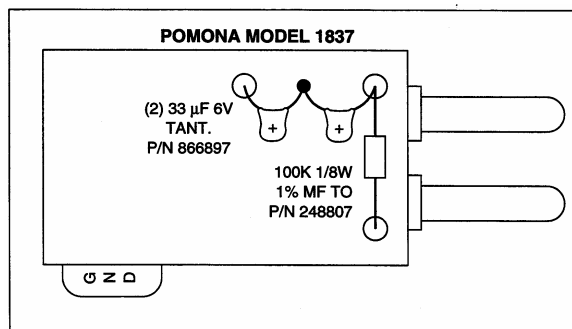 POMONA MODEL 1837
(2) 33 µF 6V
TANT.
P/N 866897
+
+
100K 1/8W
1% MF TO
P/N 248807
GND